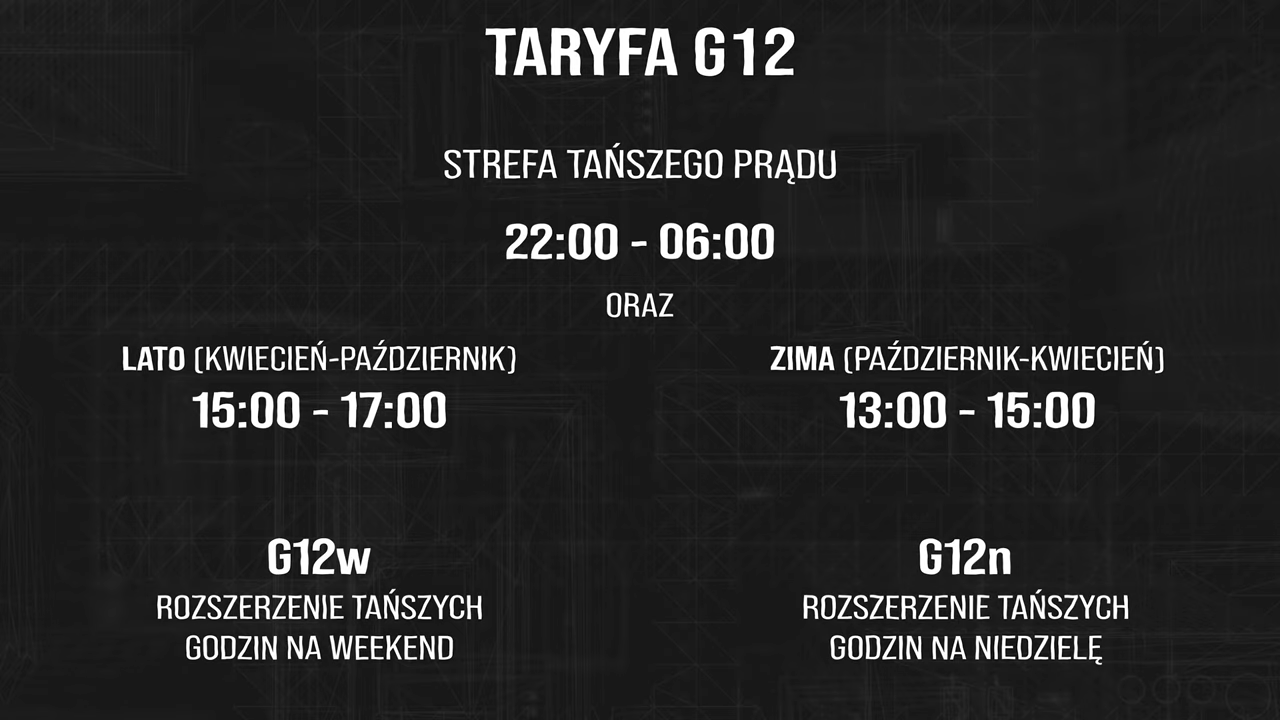 TARYFA G12
STREFA TAŃSZEGO PRĄDU
22:00 - 06:00
ORAZ
LATO (KWIECIEŃ-PAŹDZIERNIK)
15:00 - 17:00
ZIMA (PAŹDZIERNIK-KWIECIEŃ)
13:00 - 15:00
G12w
ROZSZERZENIE TAŃSZYCH
GODZIN NA WEEKEND
G12n
ROZSZERZENIE TAŃSZYCH
GODZIN NA NIEDZIELĘ